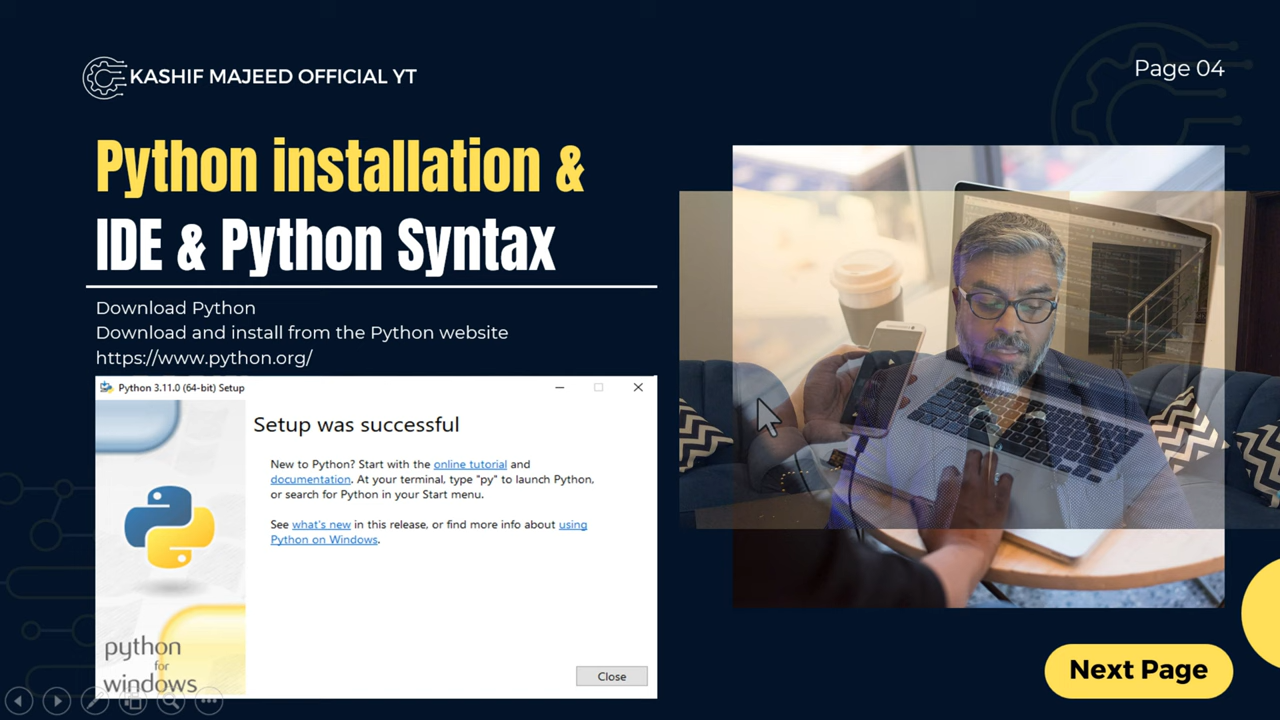 KASHIF MAJEED OFFICIAL YT
Page 04
Python installation &
IDE & Python Syntax
Download Python
Download and install from the Python website
https://www.python.org/
Python 3.11.0 (64-bit) Setup
Setup was successful
New to Python? Start with the online tutorial and
documentation. At your terminal, type "py" to launch Python,
or search for Python in your Start menu.
See what's new in this release, or find more info about using
Python on Windows.
python
for
windows
Close
Next Page